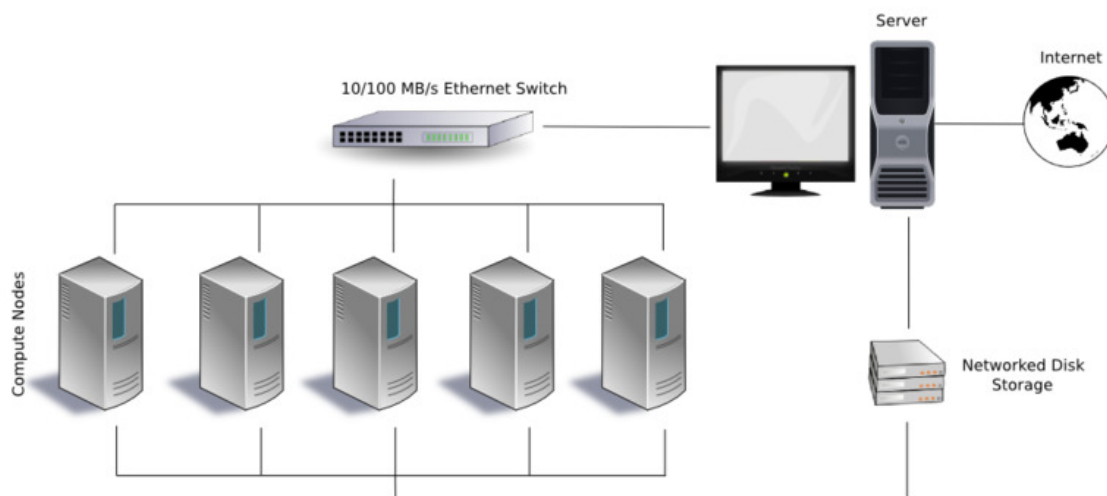 Server
Internet
10/100 MB/s Ethernet Switch
Compute Nodes
Networked Disk
Storage